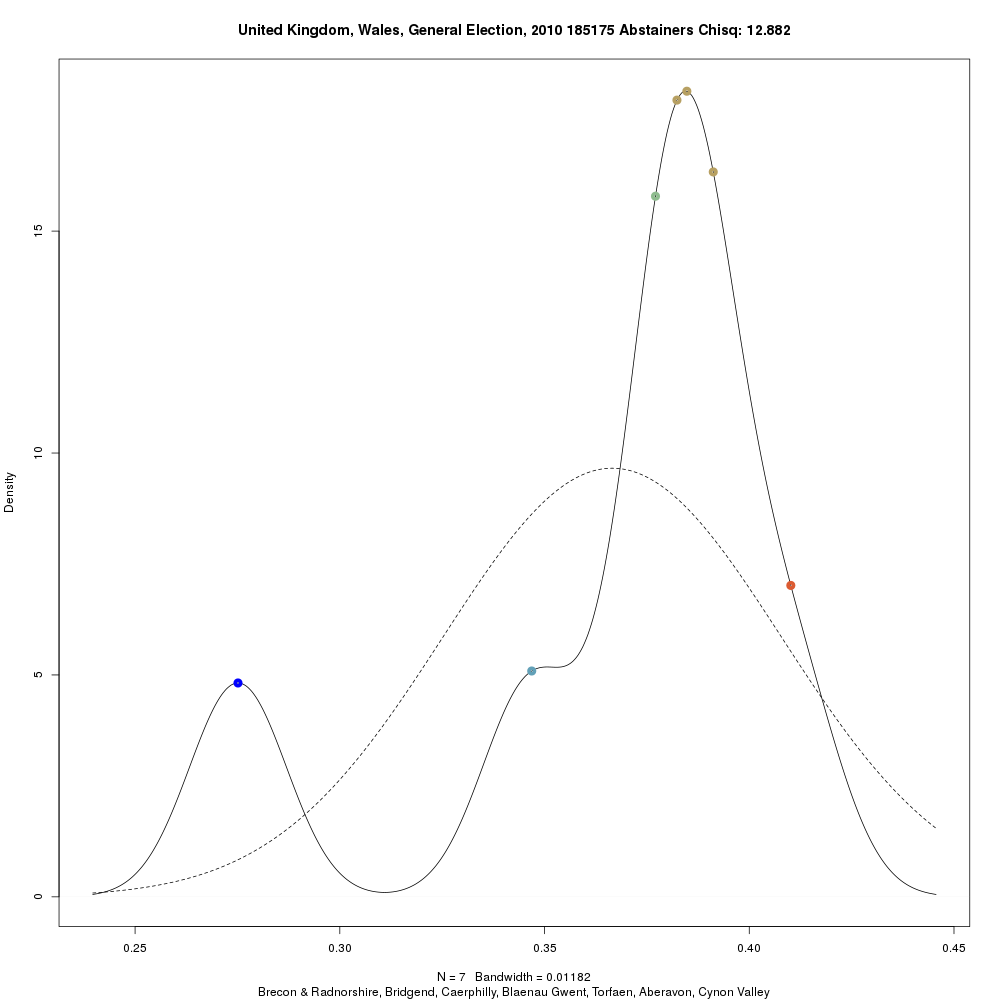 United Kingdom, Wales, General Election, 2010 185175 Abstainers Chisq: 12.882
Density
15
10
5
0
0.25 0.30 0.35 0.40 0.45
N = 7 Bandwidth = 0.01182
Brecon & Radnorshire, Bridgend, Caerphilly, Blaenau Gwent, Torfaen, Aberavon, Cynon Valley